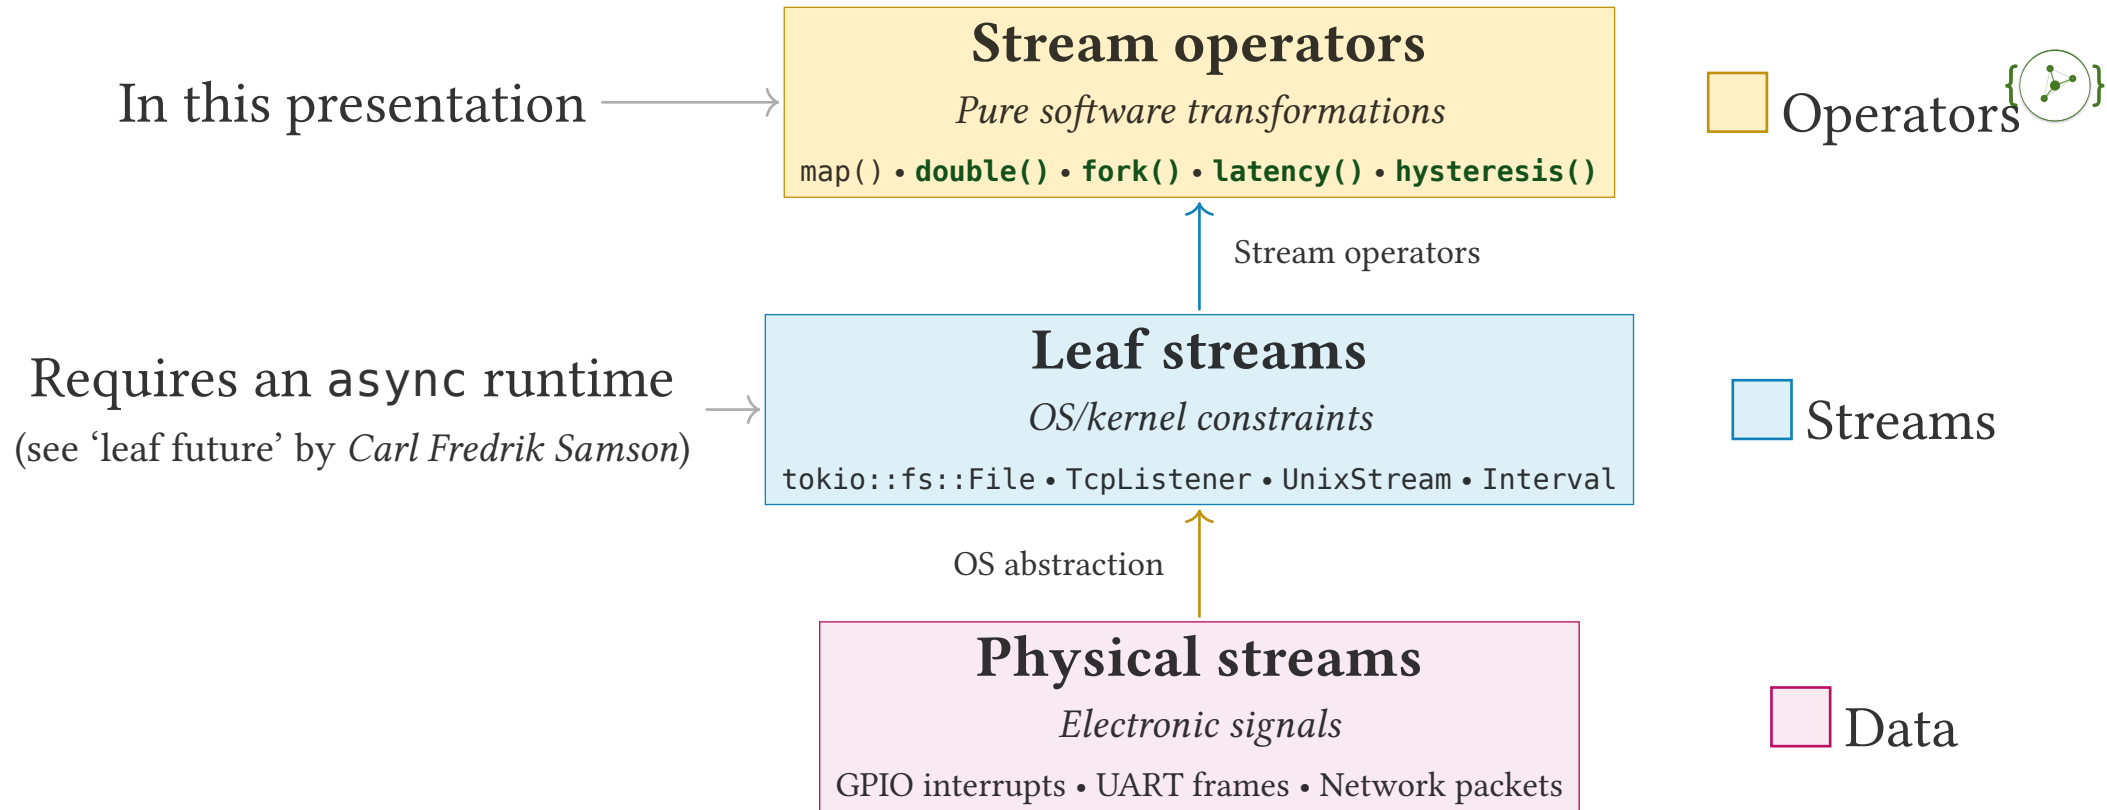 Stream operators
Pure software transformations
map() • double() • fork() • latency() • hysteresis()
In this presentation
Operators
{ }
Stream operators
Leaf streams
OS/kernel constraints
tokio::fs::File • TcpListener • UnixStream • Interval
Requires an async runtime
(see ‘leaf future’ by Carl Fredrik Samson)
Streams
OS abstraction
Physical streams
Electronic signals
GPIO interrupts • UART frames • Network packets
Data